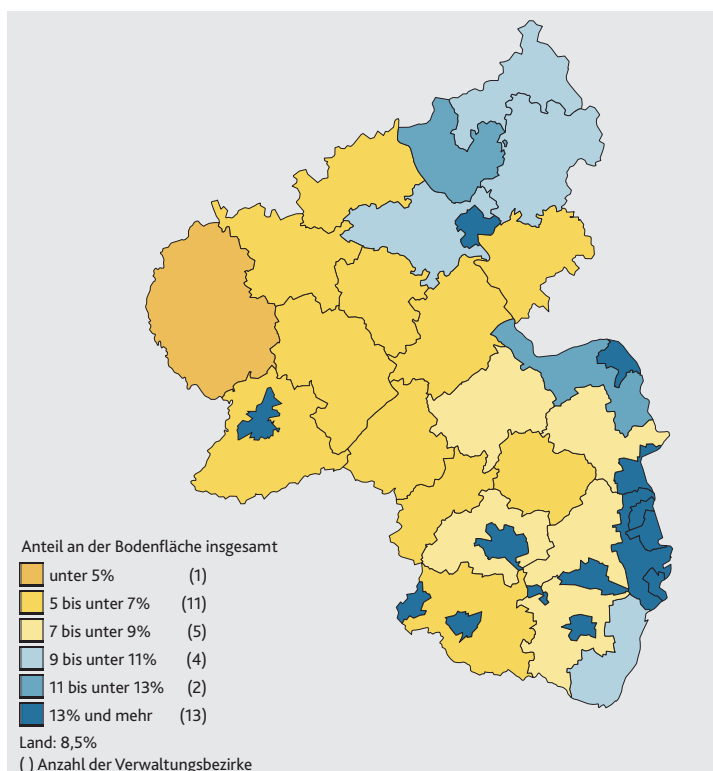 Anteil an der Bodenfläche insgesamt
unter 5% (1)
5 bis unter 7% (11)
7 bis unter 9% (5)
9 bis unter 11% (4)
11 bis unter 13% (2)
13% und mehr (13)
Land: 8,5%
( ) Anzahl der Verwaltungsbezirke